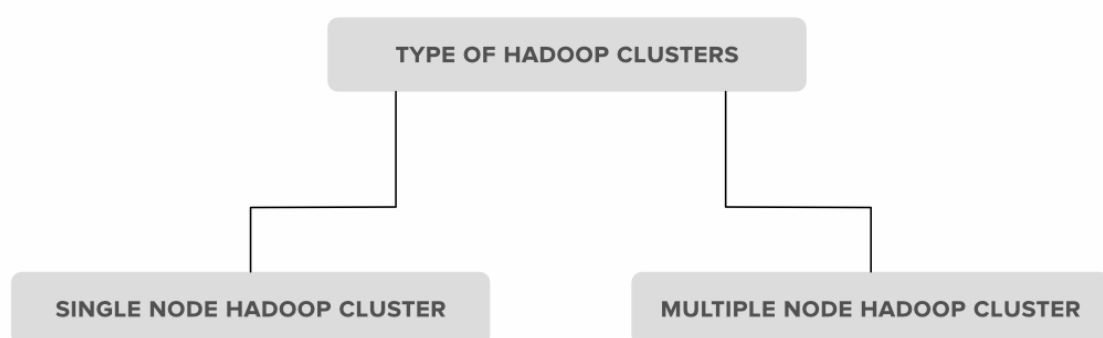 TYPE OF HADOOP CLUSTERS
SINGLE NODE HADOOP CLUSTER
MULTIPLE NODE HADOOP CLUSTER